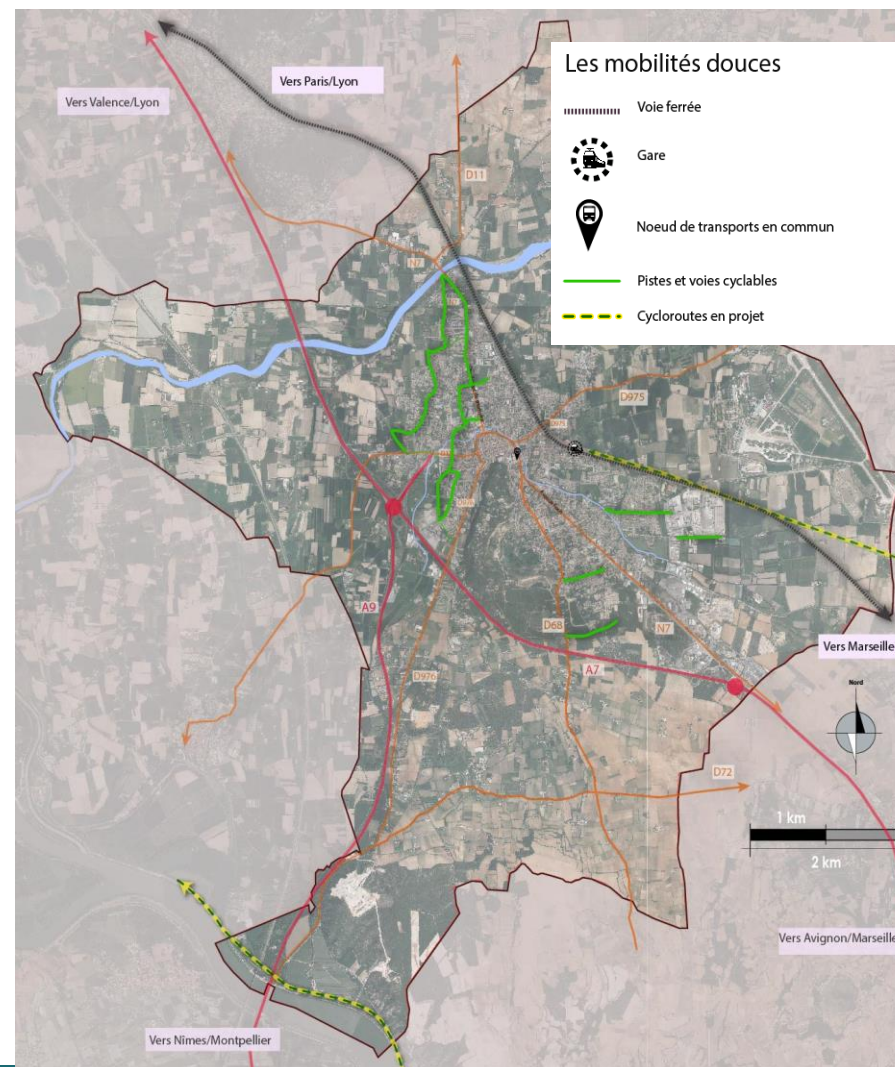 Les mobilités douces
Voie ferrée
Gare
Noeud de transports en commun
Pistes et voies cyclables
Cycloroutes en projet
Vers Paris/Lyon
Vers Valence/Lyon
D11
N7
D975
D975
A9
D68
N7
A7
D976
Vers Marseille
Nord
D72
1 km
2 km
Vers Avignon/Marseille
Vers Nîmes/Montpellier